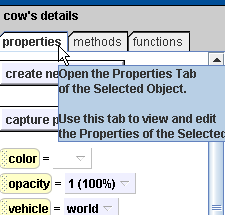 cow's details
properties methods functions
create ne
Open the Properties Tab
of the Selected Object.
Use this tab to view and edit
the Properties of the Selected
capture p
color =
opacity = 1 (100%)
vehicle = world